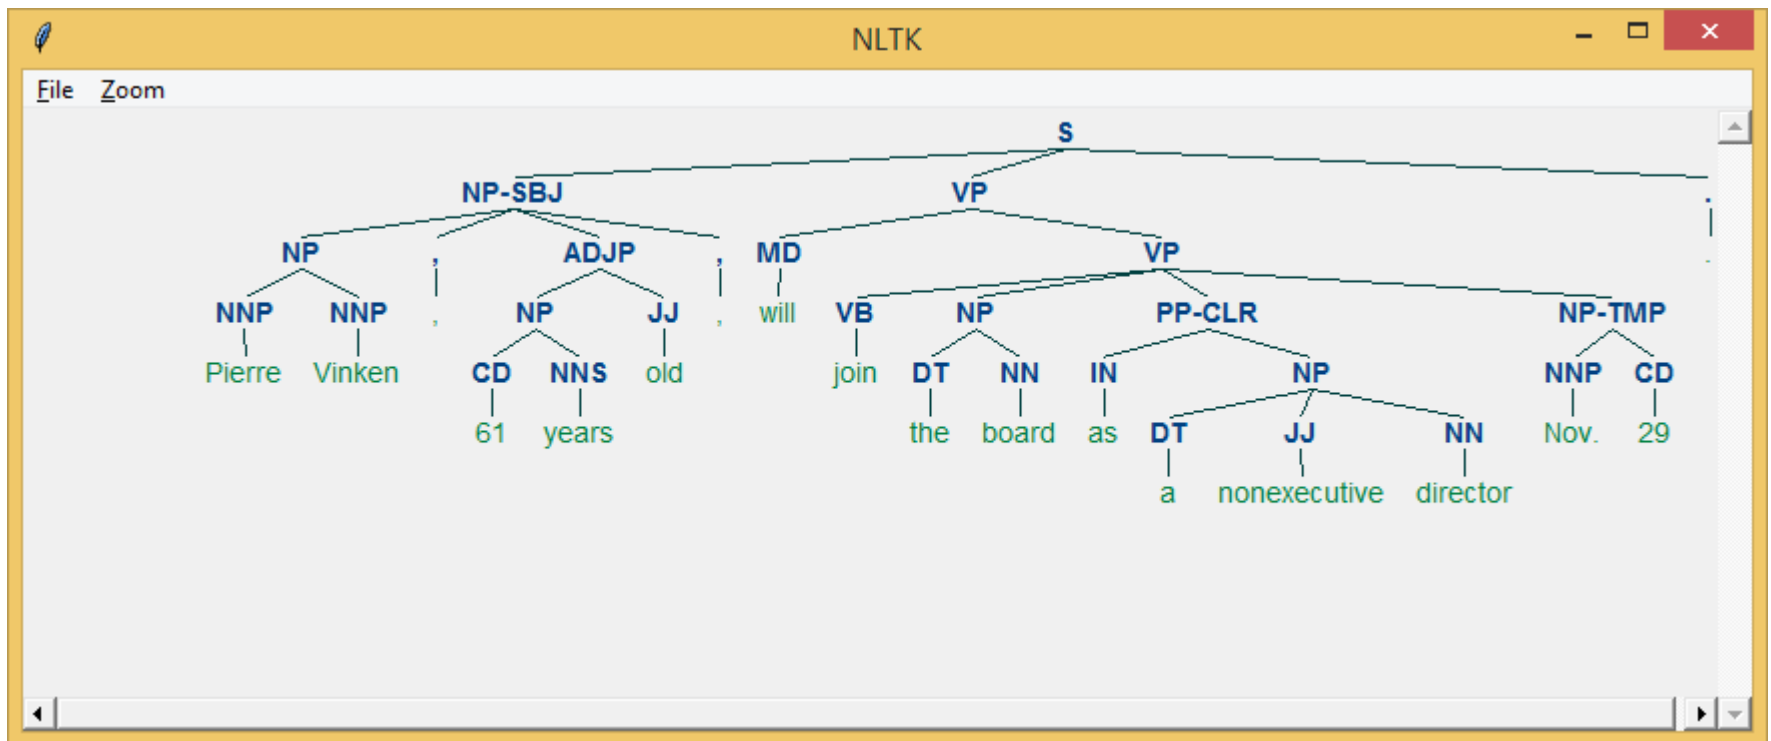 NLTK
File Zoom
S
NP-SBJ VP .
NP , ADJP , MD VP .
NNP NNP , NP JJ , will VB NP PP-CLR NP-TMP
Pierre Vinken CD NNS old join DT NN IN NP NNP CD
61 years the board as DT JJ NN Nov. 29
a nonexecutive director